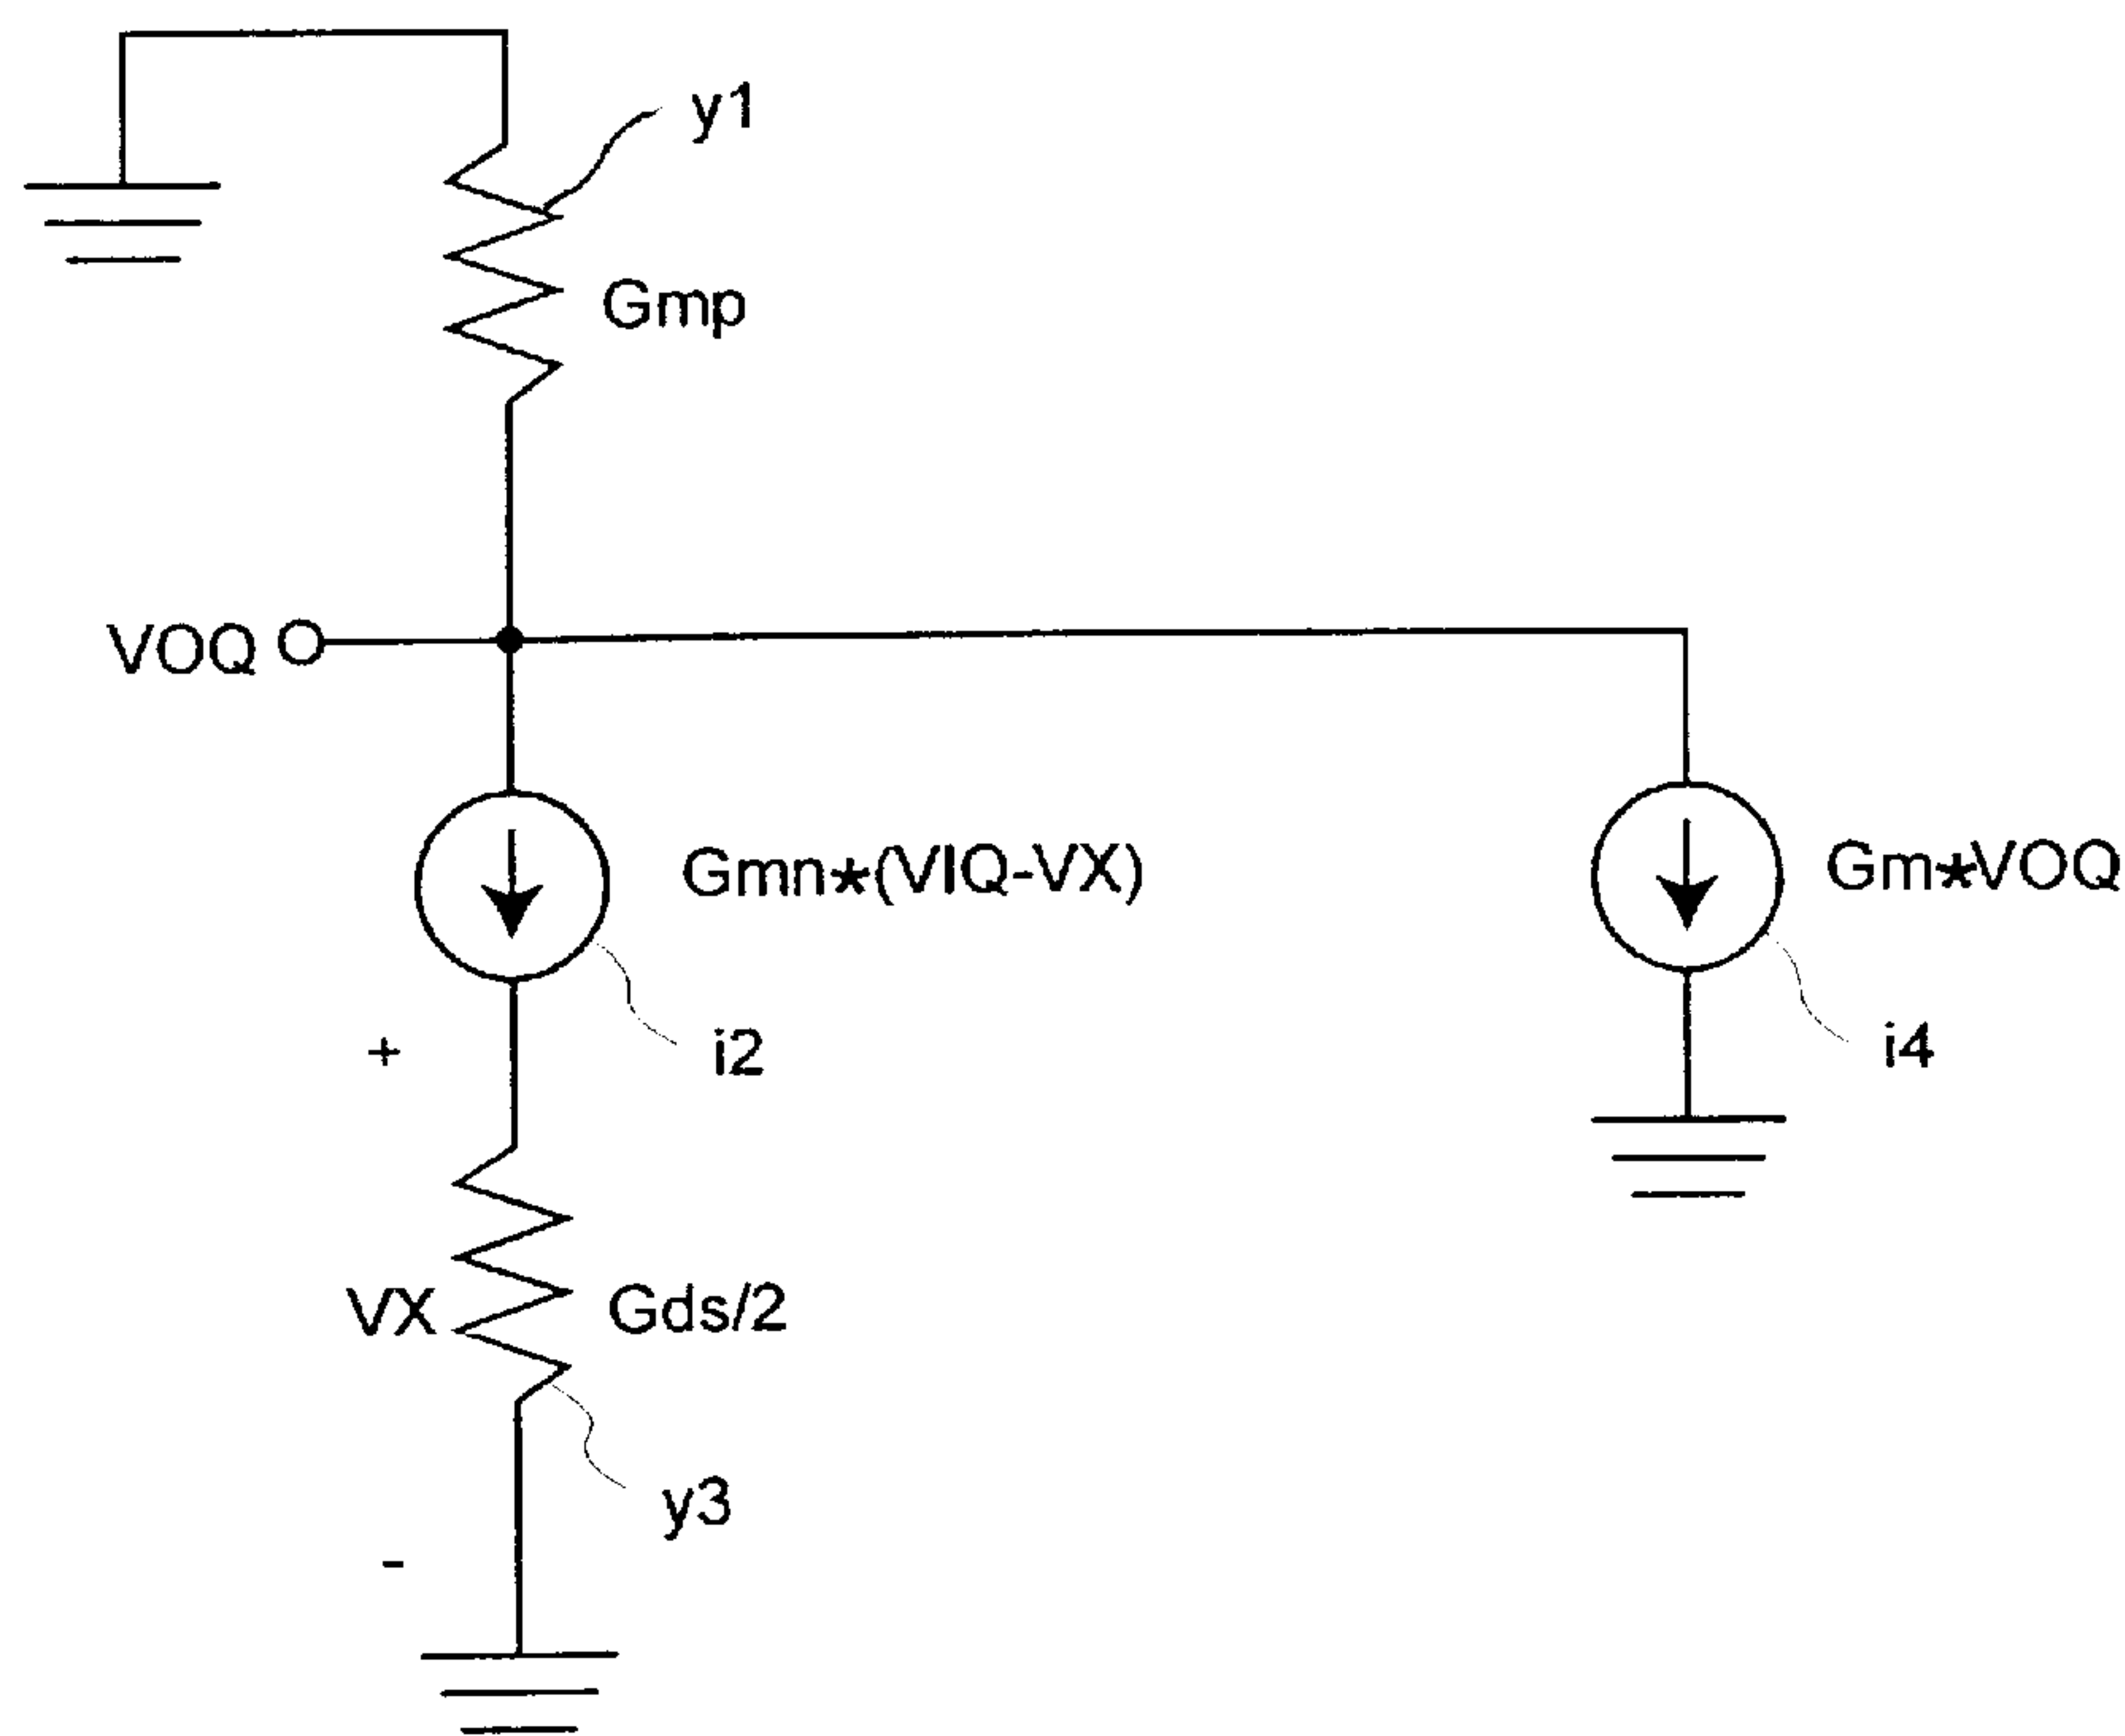 y1
Gmp
VOQ
Gmn*(VIQ-VX)
Gm*VOQ
i2
i4
+
VX
Gds/2
y3
-